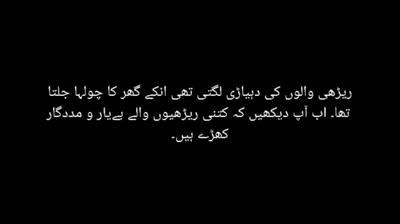 ریڑھی والوں کی دہیاڑی لگتی تھی انکے گھر کا چولہا جلتا
تھا۔ اب آپ دیکھیں کہ کتنی ریڑھیوں والے بےیار و مددگار
کھڑے ہیں۔